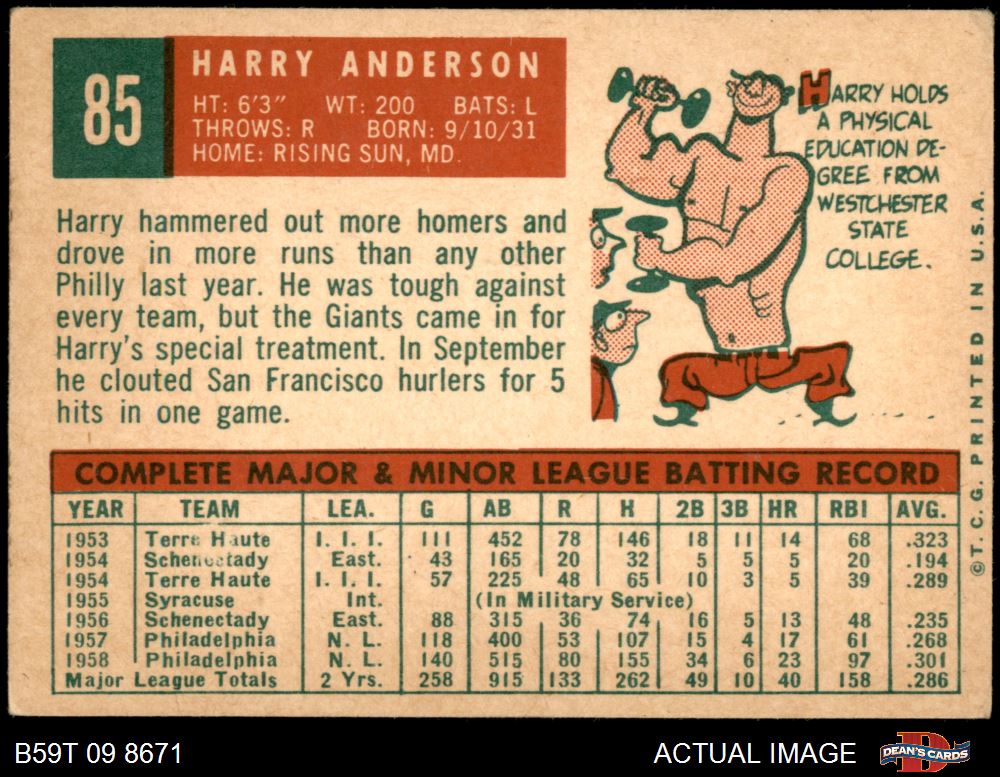 85
HARRY ANDERSON
HT: 6'3" WT: 200 BATS: L
THROWS: R BORN: 9/10/31
HOME: RISING SUN, MD.
HARRY HOLDS
A PHYSICAL
EDUCATION DE-
GREE FROM
WESTCHESTER
STATE
COLLEGE.
Harry hammered out more homers and
drove in more runs than any other
Philly last year. He was tough against
every team, but the Giants came in for
Harry's special treatment. In September
he clouted San Francisco hurlers for 5
hits in one game.
COMPLETE MAJOR & MINOR LEAGUE BATTING RECORD
YEAR TEAM LEA. G AB R H 2B 3B HR RBI AVG.
1953 Terre Haute I. I. I. 111 452 78 146 18 11 14 68 .323
1954 Schenectady East. 43 165 20 32 5 5 5 20 .194
1954 Terre Haute I. I. I. 57 225 48 65 10 3 5 39 .289
1955 Syracuse Int. (In Military Service)
1956 Schenectady East. 88 315 36 74 16 5 13 48 .235
1957 Philadelphia N. L. 118 400 53 107 15 4 17 61 .268
1958 Philadelphia N. L. 140 515 80 155 34 6 23 97 .301
Major League Totals 2 Yrs. 258 915 133 262 49 10 40 158 .286
©T. C. G. PRINTED IN U.S.A.
B59T 09 8671
ACTUAL IMAGE
D
DEAN'S CARDS